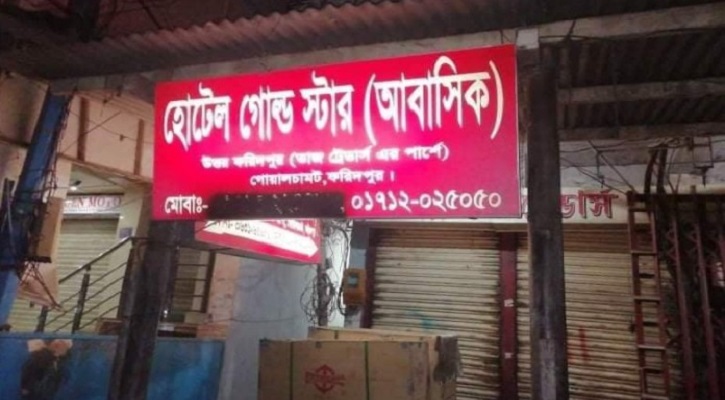 হোটেল গোল্ড স্টার (আবাসিক)
উত্তর ফরিদপুর (তাজ ট্রেডার্স এর পার্শে)
গোয়ালচামট, ফরিদপুর।
মোবাঃ- ০১৭১২-০২৫০৫০
ডার্স